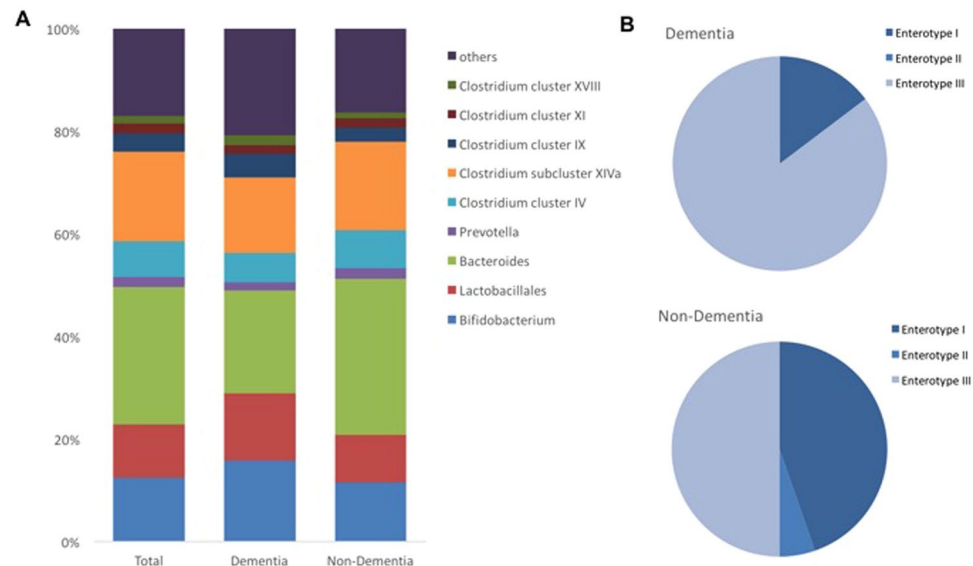 A
100%
80%
60%
40%
20%
0%
Total
Dementia
Non-Dementia
others
Clostridium cluster XVIII
Clostridium cluster XI
Clostridium cluster IX
Clostridium subcluster XIVa
Clostridium cluster IV
Prevotella
Bacteroides
Lactobacillales
Bifidobacterium
B
Dementia
Enterotype I
Enterotype II
Enterotype III
Non-Dementia
Enterotype I
Enterotype II
Enterotype III